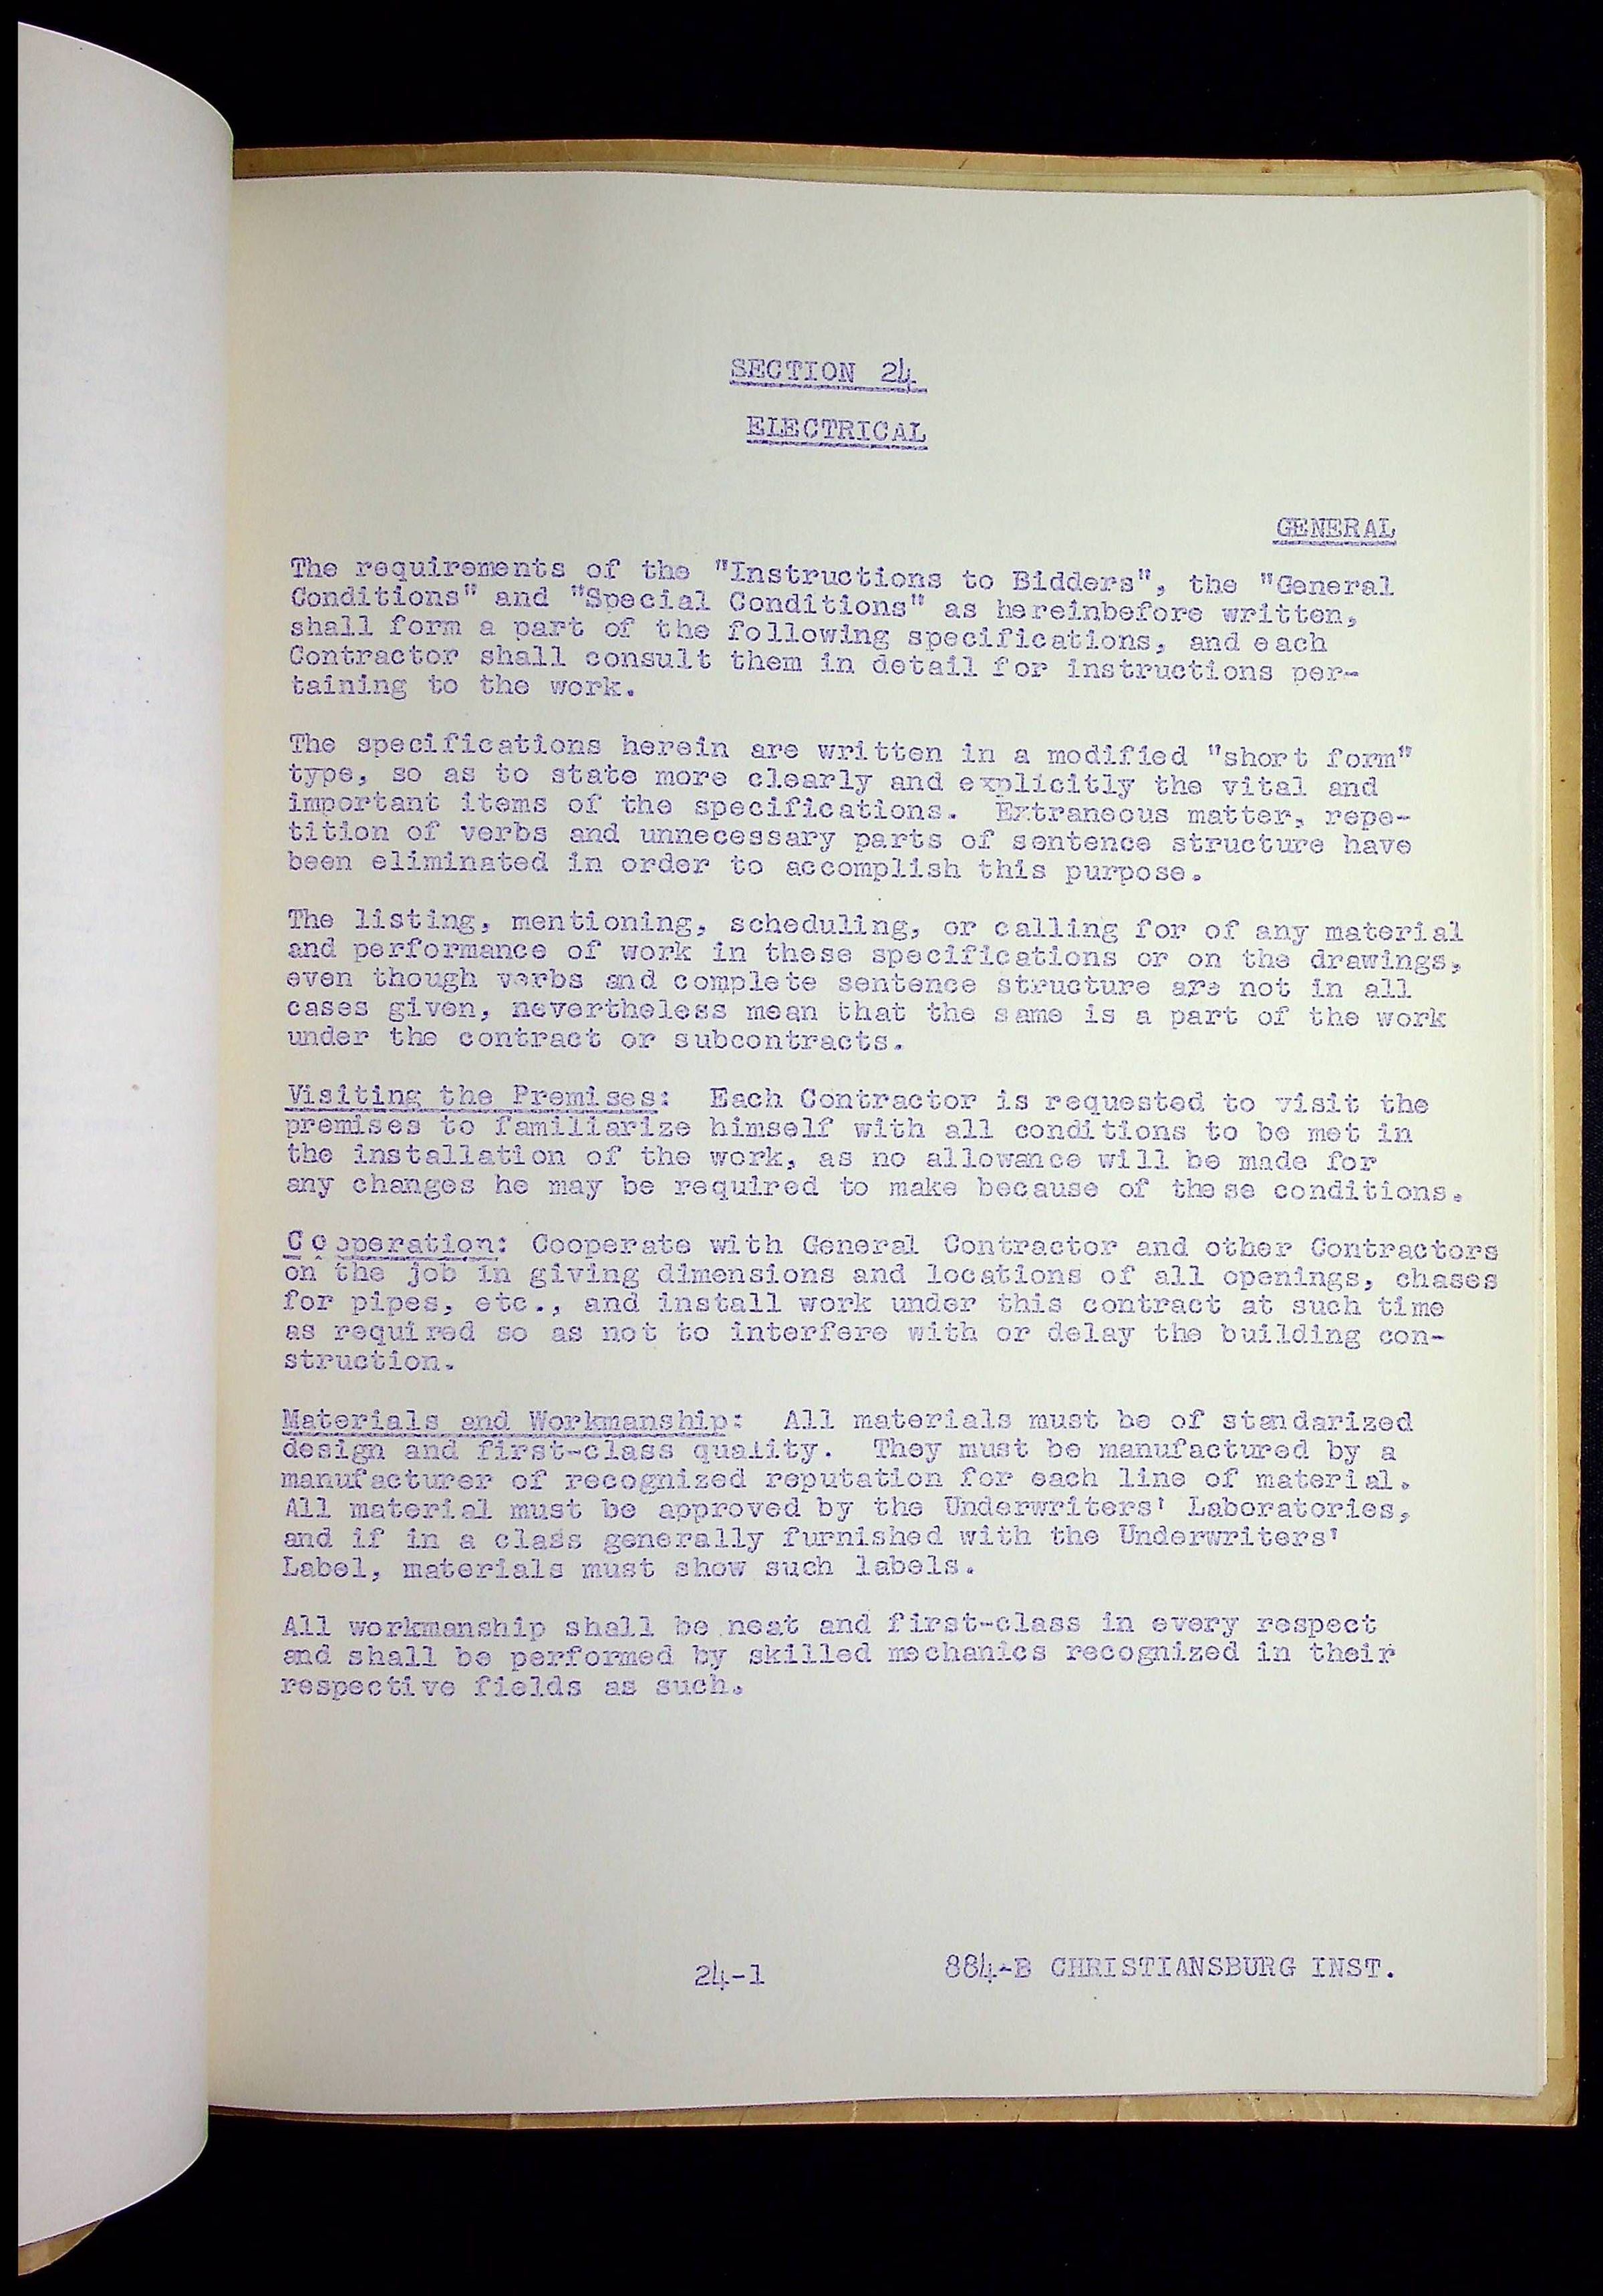 SECTION 24
ELECTRICAL
GENERAL
The requirements of the "Instructions to Bidders", the "General
Conditions" and "Special Conditions" as hereinbefore written,
shall form a part of the following specifications, and each
Contractor shall consult them in detail for instructions per-
taining to the work.
The specifications herein are written in a modified "short form"
type, so as to state more clearly and explicitly the vital and
important items of the specifications. Extraneous matter, repe-
tition of verbs and unnecessary parts of sentence structure have
been eliminated in order to accomplish this purpose.
The listing, mentioning, scheduling, or calling for of any material
and performance of work in these specifications or on the drawings,
even though verbs and complete sentence structure are not in all
cases given, nevertheless mean that the same is a part of the work
under the contract or subcontracts.
Visiting the Premises: Each Contractor is requested to visit the
premises to familiarize himself with all conditions to be met in
the installation of the work, as no allowance will be made for
any changes he may be required to make because of these conditions.
Cooperation: Cooperate with General Contractor and other Contractors
on the job in giving dimensions and locations of all openings, chases
for pipes, etc., and install work under this contract at such time
as required so as not to interfere with or delay the building con-
struction.
Materials and Workmanship: All materials must be of standarized
design and first-class quality. They must be manufactured by a
manufacturer of recognized reputation for each line of material.
All material must be approved by the Underwriters' Laboratories,
and if in a class generally furnished with the Underwriters'
Label, materials must show such labels.
All workmanship shall be neat and first-class in every respect
and shall be performed by skilled mechanics recognized in their
respective fields as such.
24-1 884-B CHRISTIANSBURG INST.